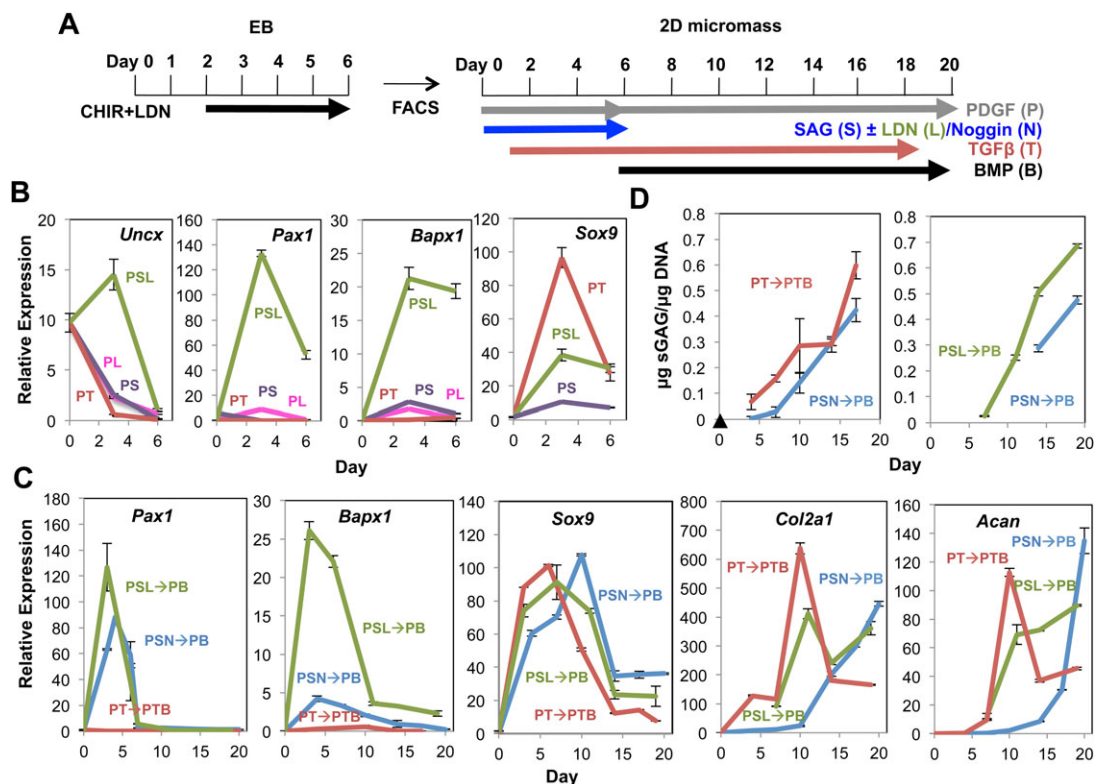 A
EB
2D micromass
Day 0 1 2 3 4 5 6
Day 0 2 4 6 8 10 12 14 16 18 20
CHIR+LDN
FACS
PDGF (P)
SAG (S) ± LDN (L)/Noggin (N)
TGFβ (T)
BMP (B)
B
Relative Expression
Uncx
20
15
10
5
0
0 2 4 6
PSL
PL
PS
PT
Pax1
160
140
120
100
80
60
40
20
0
0 2 4 6
PSL
PS
PT
PL
Bapx1
30
25
20
15
10
5
0
0 2 4 6
PSL
PS
PT
PL
Sox9
120
100
80
60
40
20
0
0 2 4 6
PT
PSL
PS
Day
D
µg sGAG/µg DNA
0.8
0.7
0.6
0.5
0.4
0.3
0.2
0.1
0
0 5 10 15 20
PT→PTB
PSN→PB
0.8
0.7
0.6
0.5
0.4
0.3
0.2
0.1
0
0 5 10 15 20
PSL→PB
PSN→PB
Day
C
Relative Expression
Pax1
180
160
140
120
100
80
60
40
20
0
0 5 10 15 20
PSL→PB
PSN→PB
PT→PTB
Bapx1
30
25
20
15
10
5
0
0 5 10 15 20
PSL→PB
PSN→PB
PT→PTB
Sox9
140
120
100
80
60
40
20
0
0 5 10 15 20
PSN→PB
PSL→PB
PT→PTB
Col2a1
800
700
600
500
400
300
200
100
0
0 5 10 15 20
PT→PTB
PSN→PB
PSL→PB
Acan
160
140
120
100
80
60
40
20
0
0 5 10 15 20
PSN→PB
PT→PTB
PSL→PB
Day